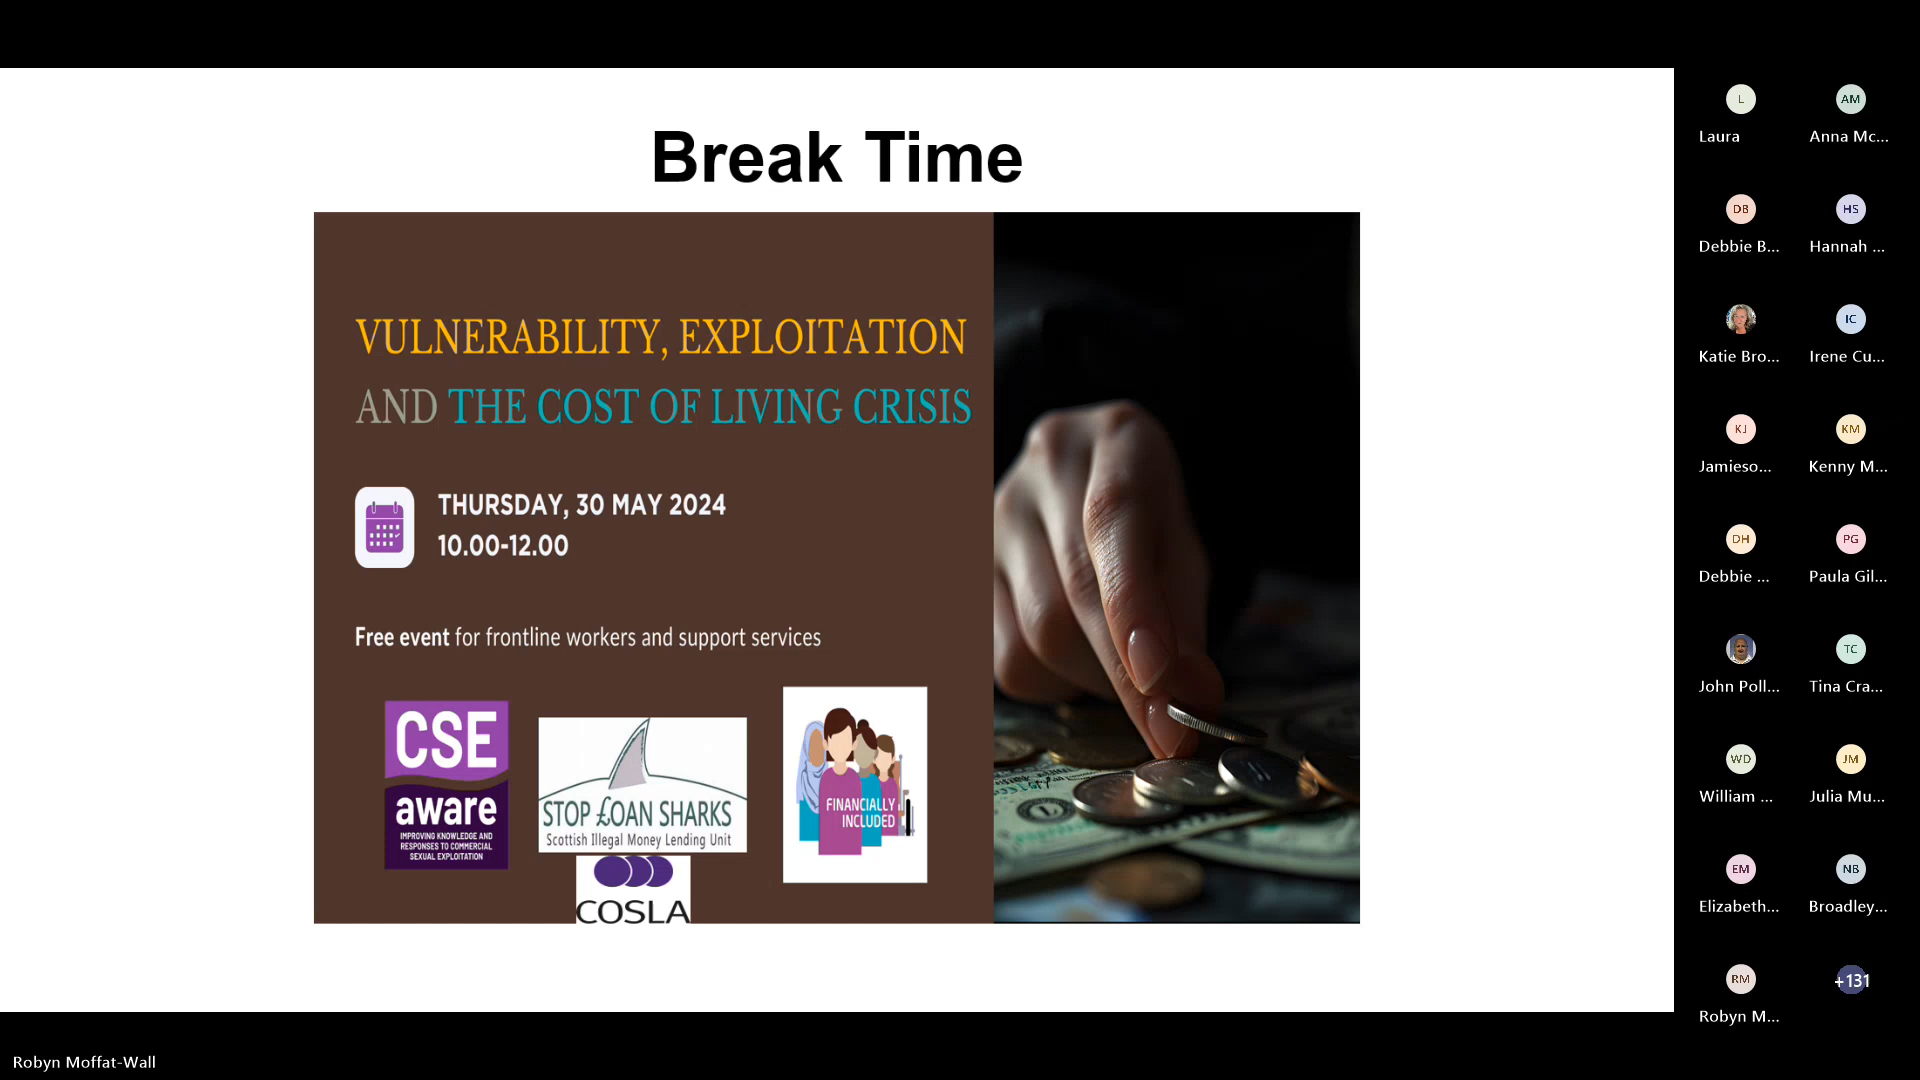 Break Time
VULNERABILITY, EXPLOITATION
AND THE COST OF LIVING CRISIS
THURSDAY, 30 MAY 2024
10.00-12.00
Free event for frontline workers and support services
CSE
aware
IMPROVING KNOWLEDGE AND
RESPONSES TO COMMERCIAL
SEXUAL EXPLOITATION
STOP £OAN SHARKS
Scottish Illegal Money Lending Unit
COSLA
FINANCIALLY
INCLUDED
L
Laura
AM
Anna Mc...
DB
Debbie B...
HS
Hannah ...
Katie Bro...
IC
Irene Cu...
KJ
Jamieso...
KM
Kenny M...
DH
Debbie ...
PG
Paula Gil...
John Poll...
TC
Tina Cra...
WD
William ...
JM
Julia Mu...
EM
Elizabeth...
NB
Broadley...
RM
Robyn M...
+131
Robyn Moffat-Wall